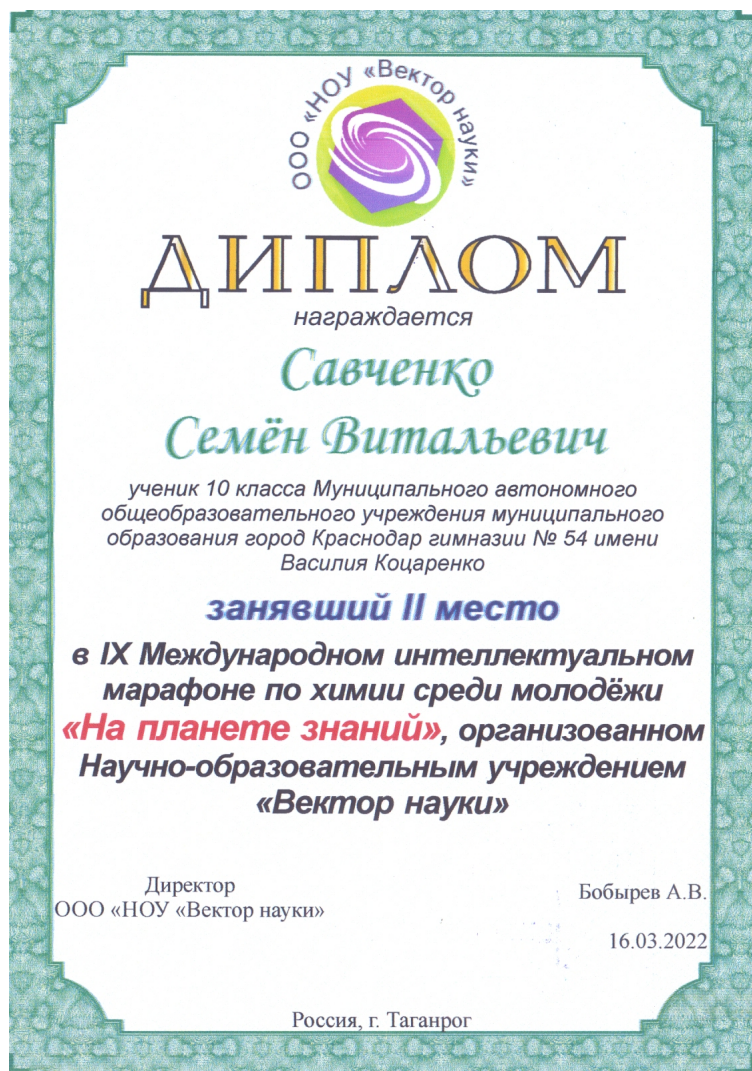 ООО «НОУ «Вектор науки»
ДИПЛОМ
награждается
Савченко
Семён Витальевич
ученик 10 класса Муниципального автономного
общеобразовательного учреждения муниципального
образования город Краснодар гимназии № 54 имени
Василия Коцаренко
занявший II место
в IX Международном интеллектуальном
марафоне по химии среди молодёжи
«На планете знаний», организованном
Научно-образовательным учреждением
«Вектор науки»
Директор
ООО «НОУ «Вектор науки»
Бобырев А.В.
16.03.2022
Россия, г. Таганрог